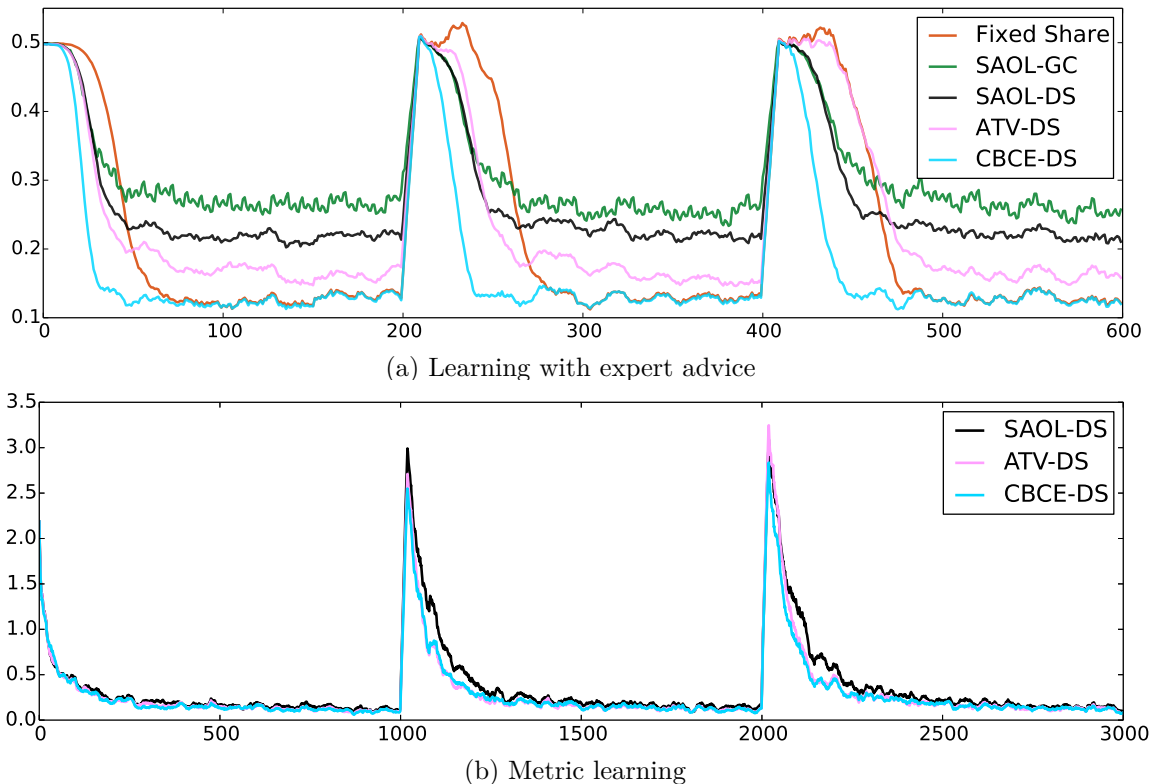 0.5
0.4
0.3
0.2
0.1
0
100
200
300
400
500
600
Fixed Share
SAOL-GC
SAOL-DS
ATV-DS
CBCE-DS
(a) Learning with expert advice
3.5
3.0
2.5
2.0
1.5
1.0
0.5
0.0
0
500
1000
1500
2000
2500
3000
SAOL-DS
ATV-DS
CBCE-DS
(b) Metric learning